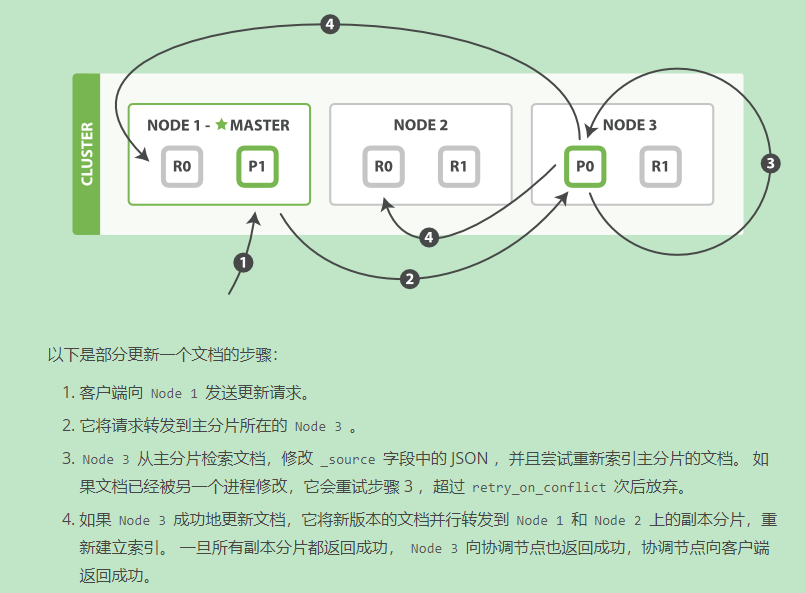 4
CLUSTER
NODE 1 - ★ MASTER
R0
P1
NODE 2
R0
R1
NODE 3
P0
R1
3
4
1
2
以下是部分更新一个文档的步骤：
1. 客户端向 Node 1 发送更新请求。
2. 它将请求转发到主分片所在的 Node 3 。
3. Node 3 从主分片检索文档，修改 _source 字段中的 JSON ，并且尝试重新索引主分片的文档。 如
果文档已经被另一个进程修改，它会重试步骤 3 ，超过 retry_on_conflict 次后放弃。
4. 如果 Node 3 成功地更新文档，它将新版本的文档并行转发到 Node 1 和 Node 2 上的副本分片，重
新建立索引。 一旦所有副本分片都返回成功， Node 3 向协调节点也返回成功，协调节点向客户端
返回成功。